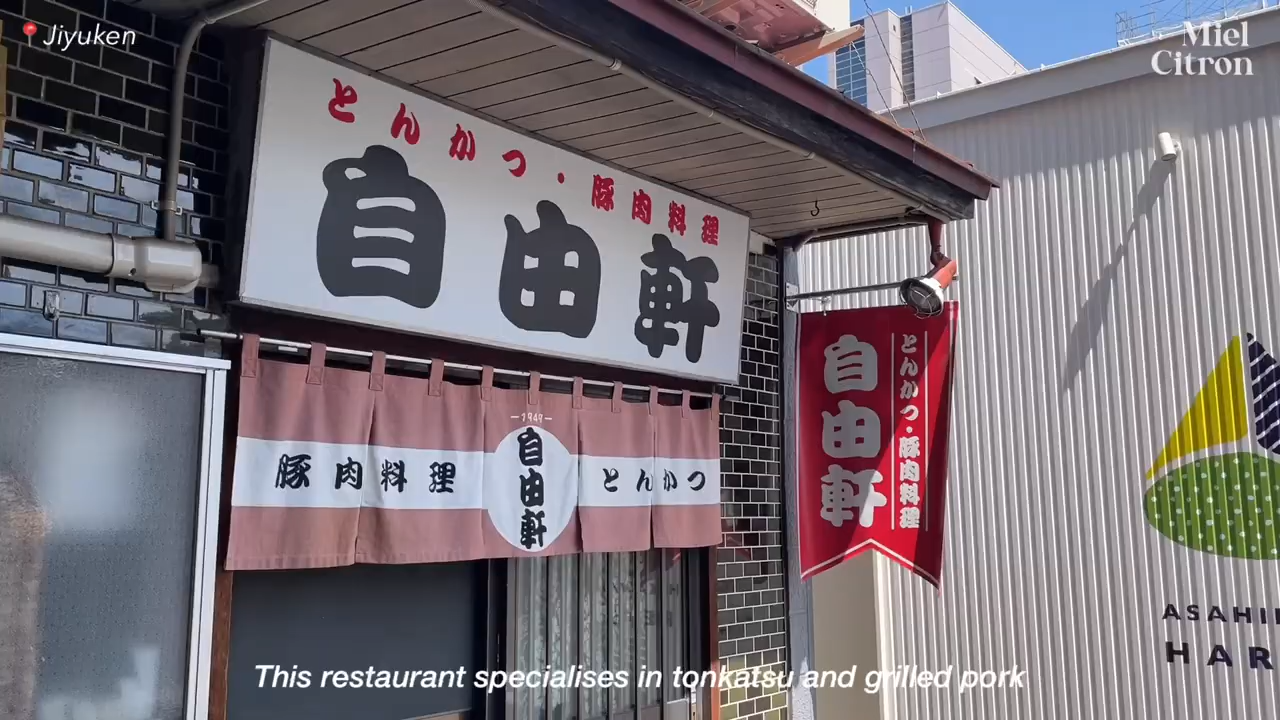 Jiyuken
Miel
Citron
とんかつ・豚肉料理
自由軒
豚肉料理
—1949—
自由軒
とんかつ
自由軒
とんかつ・豚肉料理
ASAHI
HAR
This restaurant specialises in tonkatsu and grilled pork